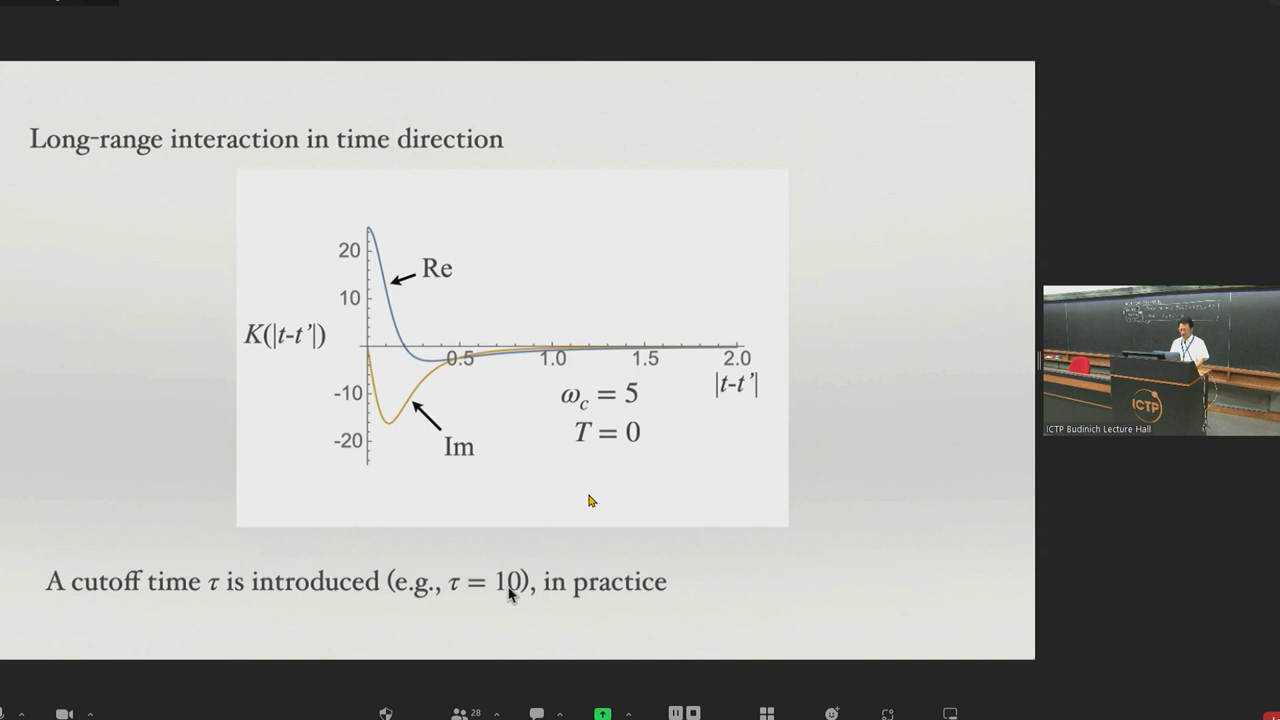 Long-range interaction in time direction
20
10
-10
-20
K(|t-t'|)
Re
Im
0.5
1.0
1.5
2.0
|t-t'|
ω_c = 5
T = 0
A cutoff time τ is introduced (e.g., τ = 10), in practice
ICTP
ICTP Budinich Lecture Hall
28